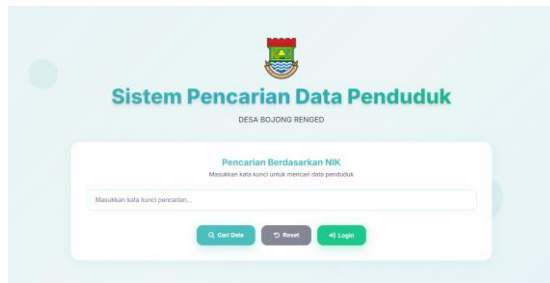 Sistem Pencarian Data Penduduk
DESA BOJONG RENGED
Pencarian Berdasarkan NIK
Masukkan kata kunci untuk mencari data penduduk
Masukkan kata kunci pencarian...
Cari Data
Reset
Login